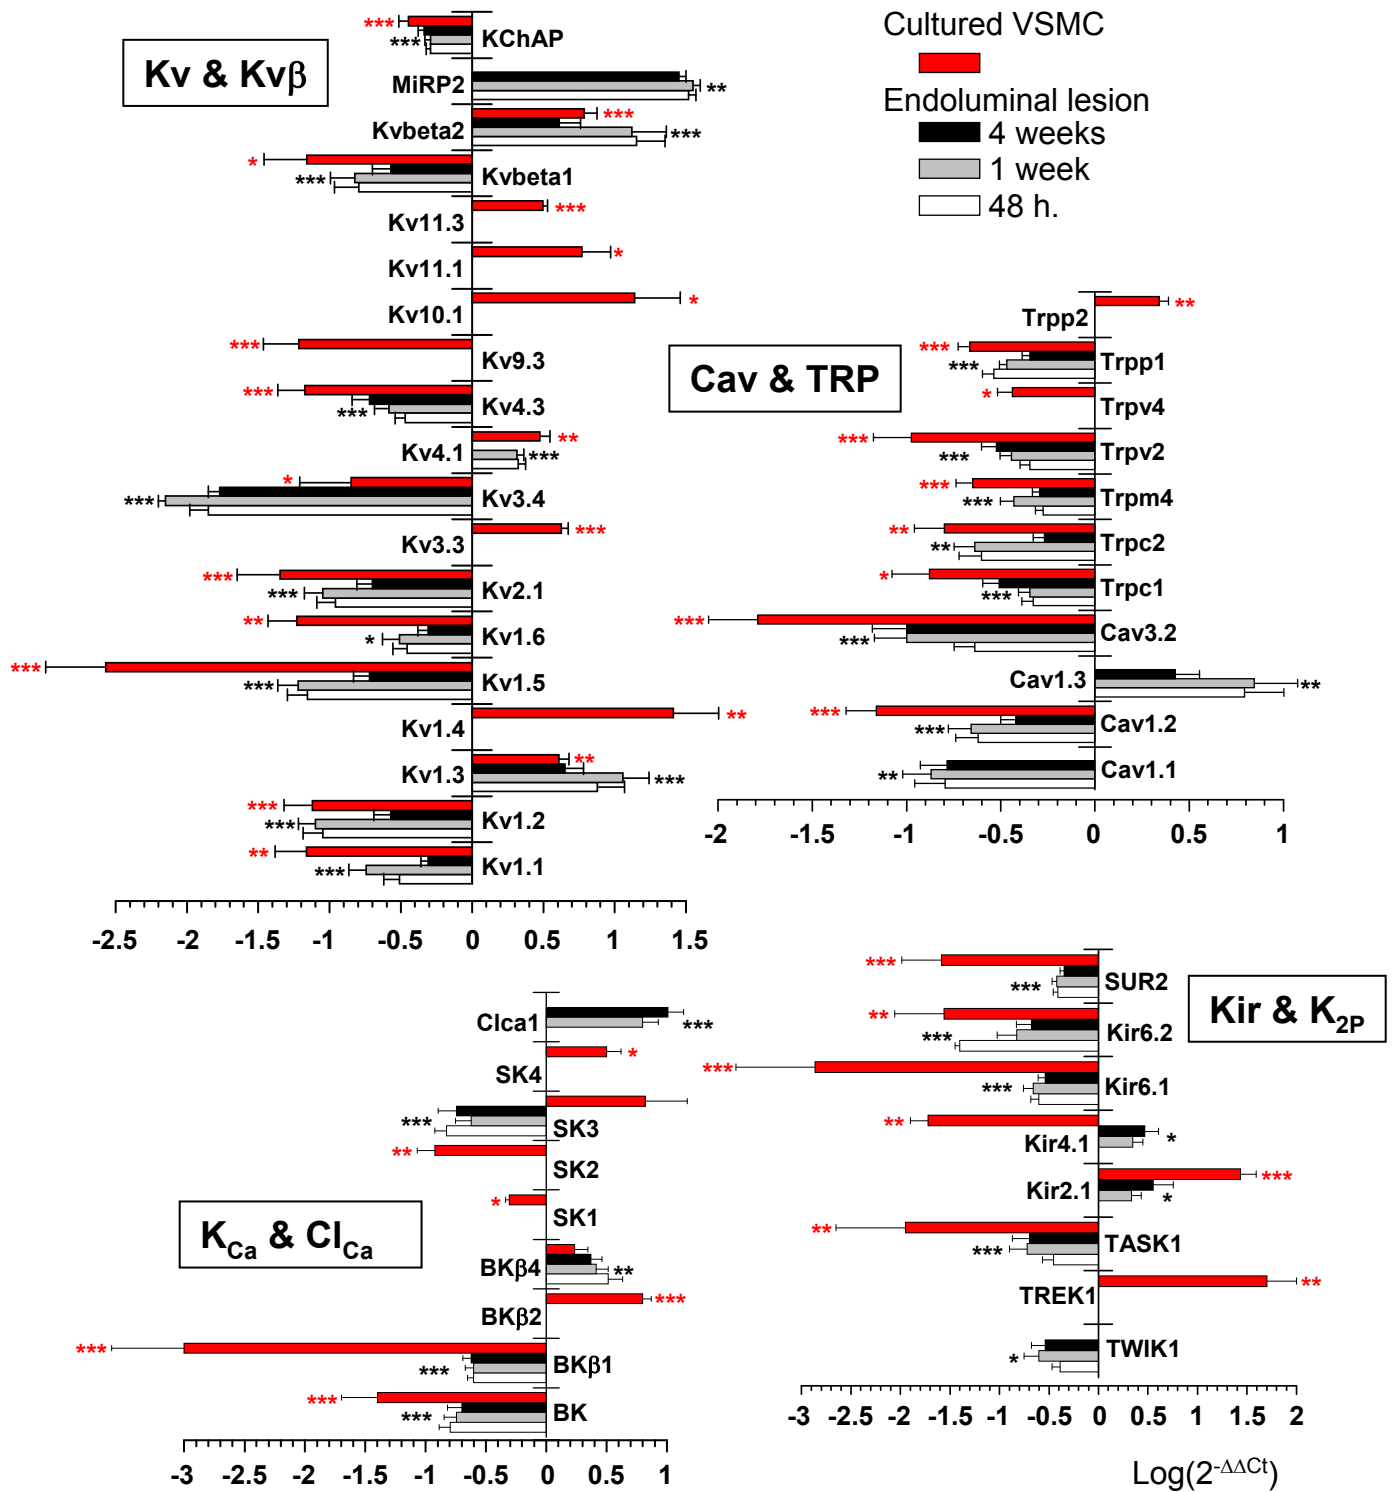 Cultured VSMC
Endoluminal lesion
4 weeks
1 week
48 h.
Kv & Kvβ
*** KChAP
***
MiRP2 **
Kvbeta2 ***
***
* Kvbeta1
***
Kv11.3 ***
Kv11.1 *
Kv10.1 *
*** Kv9.3
*** Kv4.3
***
Kv4.1 **
***
* Kv3.4
***
Kv3.3 ***
*** Kv2.1
***
** Kv1.6
*
*** Kv1.5
***
Kv1.4 **
Kv1.3 **
***
*** Kv1.2
***
** Kv1.1
***
-2.5 -2 -1.5 -1 -0.5 0 0.5 1 1.5
Cav & TRP
Trpp2 **
*** Trpp1
***
* Trpv4
*** Trpv2
***
*** Trpm4
***
** Trpc2
**
* Trpc1
***
*** Cav3.2
***
Cav1.3 **
*** Cav1.2
***
** Cav1.1
-2 -1.5 -1 -0.5 0 0.5 1
KCa & ClCa
Clca1 ***
SK4 *
*** SK3
** SK2
* SK1
BKβ4 **
BKβ2 ***
*** BKβ1
***
*** BK
***
-3 -2.5 -2 -1.5 -1 -0.5 0 0.5 1
Kir & K2P
*** SUR2
***
** Kir6.2
***
*** Kir6.1
***
** Kir4.1 *
Kir2.1 ***
*
** TASK1
***
TREK1 **
* TWIK1
-3 -2.5 -2 -1.5 -1 -0.5 0 0.5 1 1.5 2
Log(2-ΔΔCt)